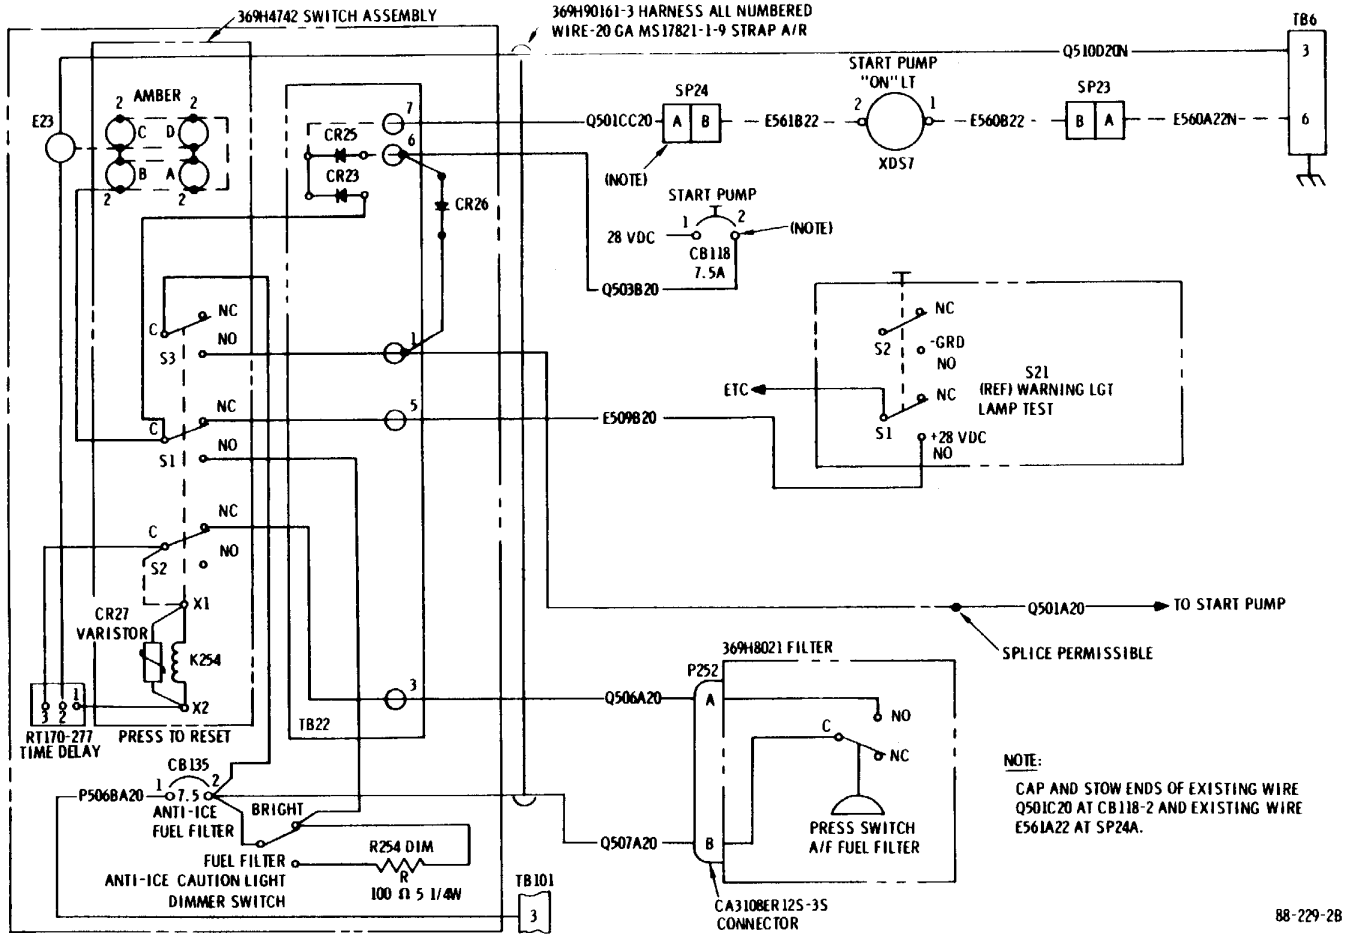 369H4742 SWITCH ASSEMBLY
369H90161-3 HARNESS ALL NUMBERED
WIRE-20 GA MS17821-1-9 STRAP A/R
TB6
Q510D20N
3
START PUMP
"ON" LT
SP24
SP23
AMBER
2
2
E23
C
D
B
A
2
2
7
CR25
6
CR23
CR26
Q501CC20
A
B
E561B22
2
1
XDS7
E560B22
B
A
E560A22N
6
(NOTE)
START PUMP
1
2
28 VDC
(NOTE)
CB118
7.5A
Q503B20
NC
C
NO
S3
1
NC
S2
-GRD
NO
S21
(REF) WARNING LGT
LAMP TEST
ETC
NC
S1
+28 VDC
NO
NC
C
NO
S1
5
E509B20
NC
C
NO
S2
X1
CR27
VARISTOR
K254
X2
Q501A20
TO START PUMP
SPLICE PERMISSIBLE
369H8021 FILTER
P252
3
Q506A20
A
NO
C
NC
TB22
3 2 1
RT170-277
TIME DELAY
PRESS TO RESET
CB135
P506BA20
1
2
7.5
ANTI-ICE
FUEL FILTER
BRIGHT
R254 DIM
FUEL FILTER
ANTI-ICE CAUTION LIGHT
DIMMER SWITCH
R
100 Ω 5 1/4W
TB101
3
Q507A20
B
PRESS SWITCH
A/F FUEL FILTER
CA3108ER12S-3S
CONNECTOR
NOTE:
CAP AND STOW ENDS OF EXISTING WIRE
Q501C20 AT CB118-2 AND EXISTING WIRE
E561A22 AT SP24A.
88-229-2B